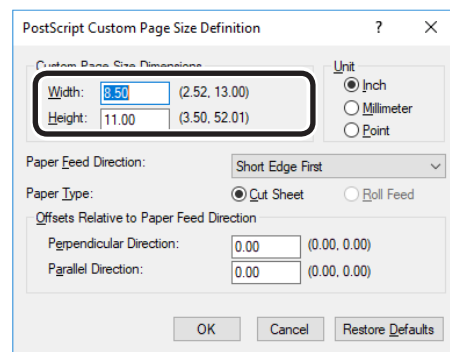 PostScript Custom Page Size Definition ? ×
Custom Page Size Dimensions Unit
Width: 8.50 (2.52, 13.00) Inch
Height: 11.00 (3.50, 52.01) Millimeter
Point
Paper Feed Direction: Short Edge First
Paper Type: Cut Sheet Roll Feed
Offsets Relative to Paper Feed Direction
Perpendicular Direction: 0.00 (0.00, 0.00)
Parallel Direction: 0.00 (0.00, 0.00)
OK Cancel Restore Defaults